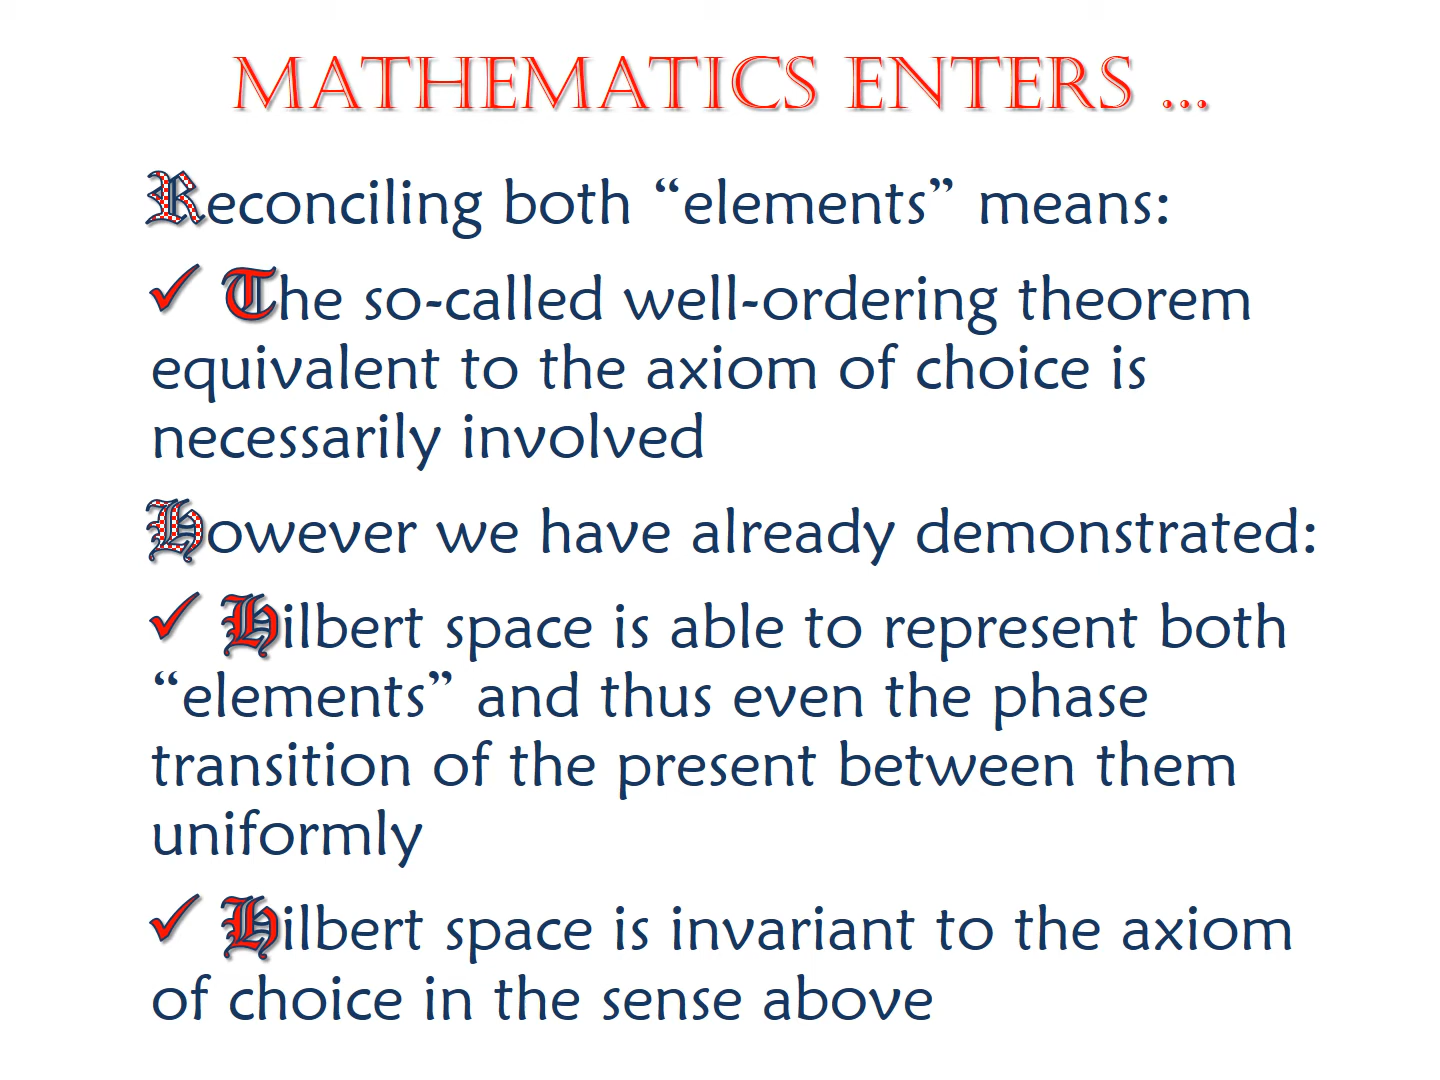 MATHEMATICS ENTERS ...
Reconciling both “elements” means:
✓ The so-called well-ordering theorem
equivalent to the axiom of choice is
necessarily involved
However we have already demonstrated:
✓ Hilbert space is able to represent both
“elements” and thus even the phase
transition of the present between them
uniformly
✓ Hilbert space is invariant to the axiom
of choice in the sense above